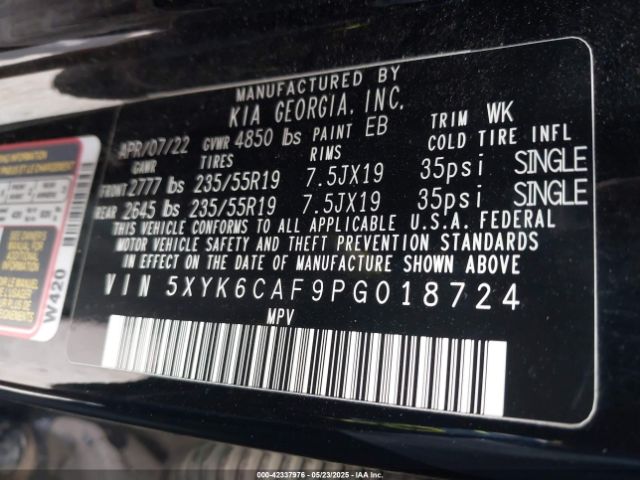 MANUFACTURED BY
KIA GEORGIA, INC.
APR/07/22 GVWR 4850 lbs PAINT EB TRIM WK
GAWR TIRES RIMS COLD TIRE INFL
FRONT 2777 lbs 235/55R19 7.5JX19 35psi SINGLE
REAR 2645 lbs 235/55R19 7.5JX19 35psi SINGLE
THIS VEHICLE CONFORMS TO ALL APPLICABLE U.S.A. FEDERAL
MOTOR VEHICLE SAFETY AND THEFT PREVENTION STANDARDS
IN EFFECT ON THE DATE OF MANUFACTURE SHOWN ABOVE
VIN 5XYK6CAF9PG018724
MPV
W420
000-42337976 - 05/23/2025 - IAAI.COM